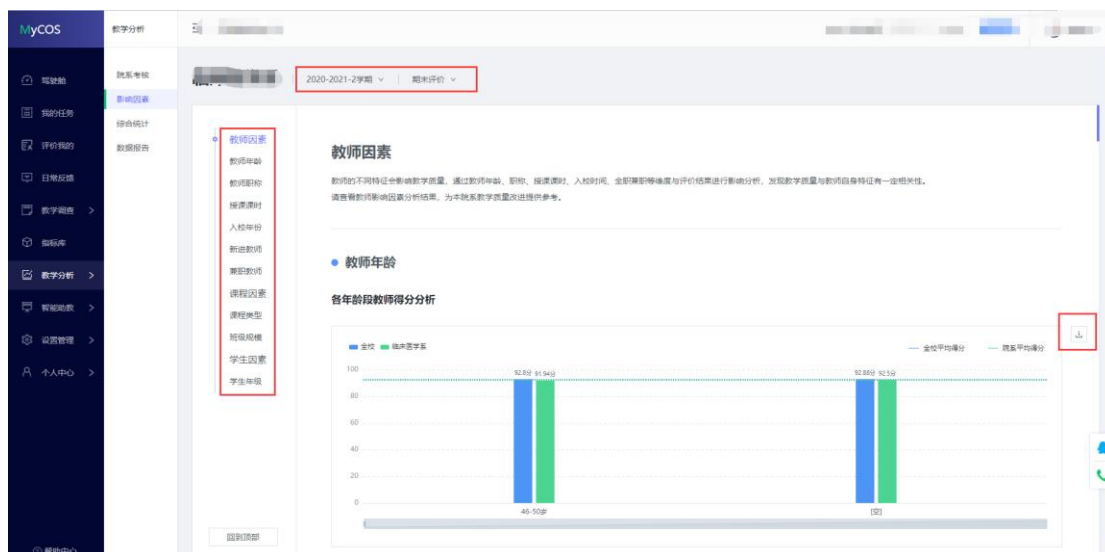 MyCOS
驾驶舱
我的任务
评价我的
日常反馈
教学调查
指标库
教学分析
智能助教
设置管理
个人中心
帮助中心
教学分析
院系考核
影响因素
综合统计
数据报告
2020-2021-2学期
期末评价
教师因素
教师年龄
教师职称
授课课时
入校年份
新进教师
兼职教师
课程因素
课程类型
班级规模
学生因素
学生年级
回到顶部
教师因素
教师的不同特征会影响教学质量，通过教师年龄、职称、授课课时、入校时间、全职兼职等维度与评价结果进行影响分析，发现教学质量与教师自身特征有一定相关性。
请查看教师影响因素分析结果，为本院系教学质量改进提供参考。
教师年龄
各年龄段教师得分分析
全校 临床医学系
全校平均得分 院系平均得分
100
80
60
40
20
0
92.8分 91.94分
92.88分 92.5分
46-50岁
[空]